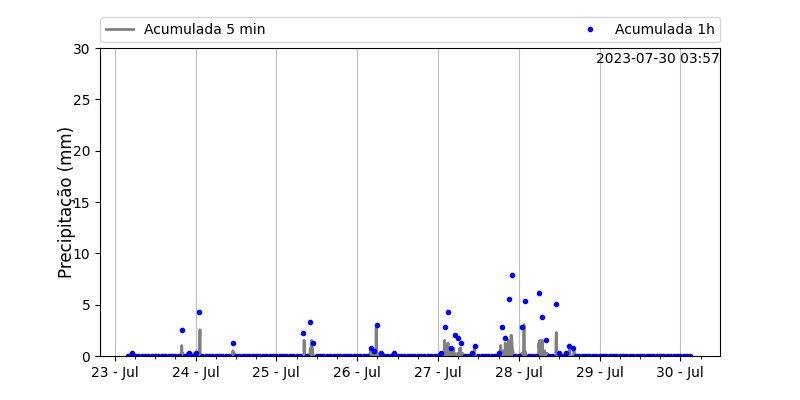 Acumulada 5 min
Acumulada 1h
2023-07-30 03:57
Precipitação (mm)
30
25
20
15
10
5
0
23 - Jul
24 - Jul
25 - Jul
26 - Jul
27 - Jul
28 - Jul
29 - Jul
30 - Jul